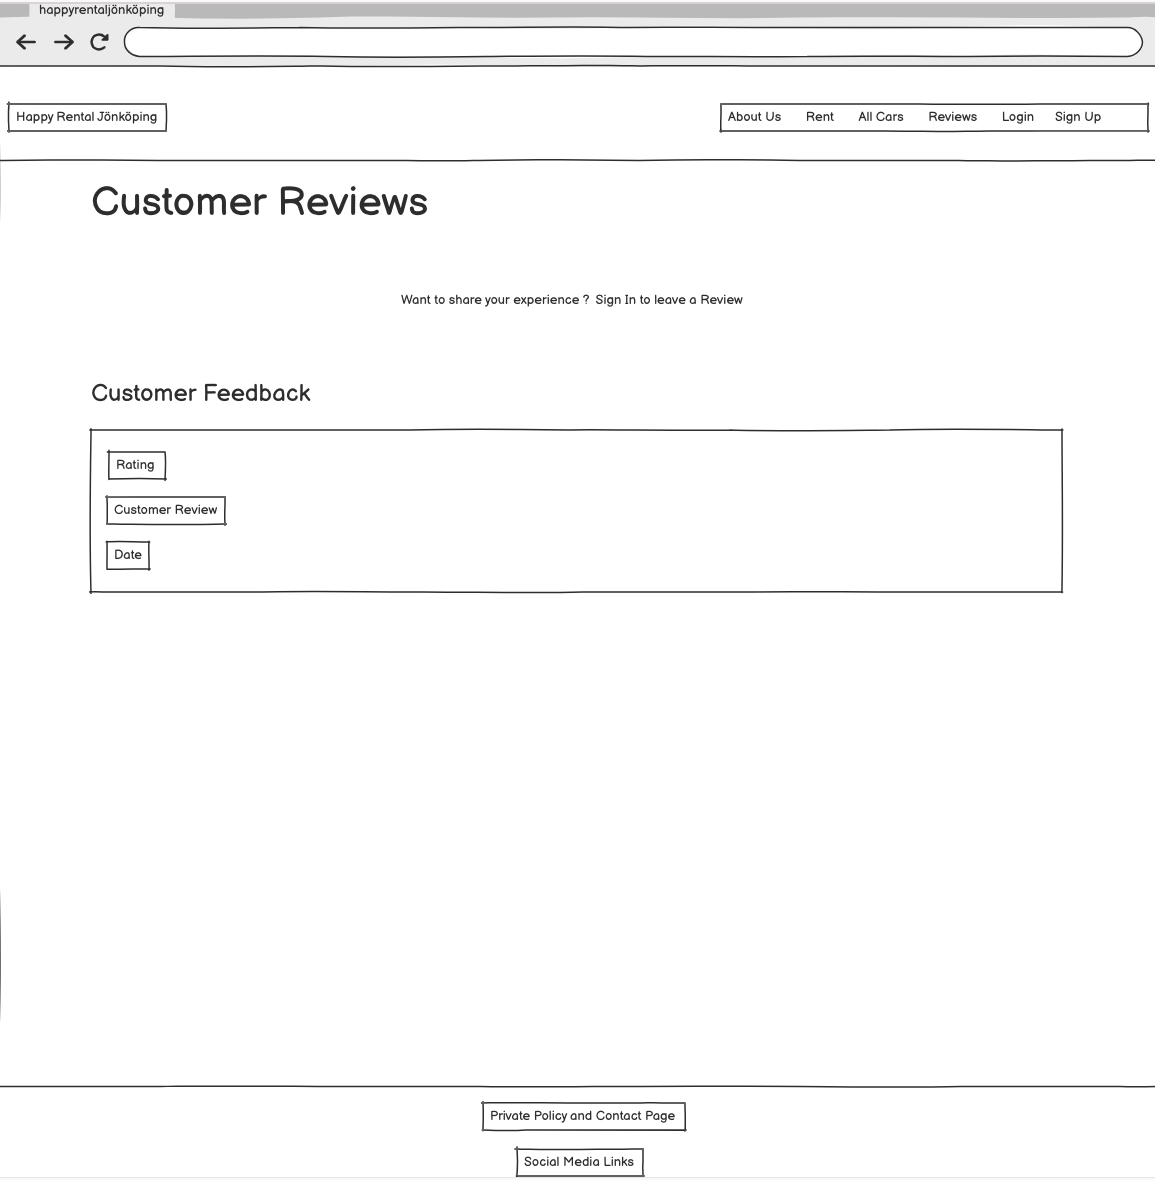 happyrentaljönköping
Happy Rental Jönköping
About Us Rent All Cars Reviews Login Sign Up
Customer Reviews
Want to share your experience ? Sign In to leave a Review
Customer Feedback
Rating
Customer Review
Date
Private Policy and Contact Page
Social Media Links